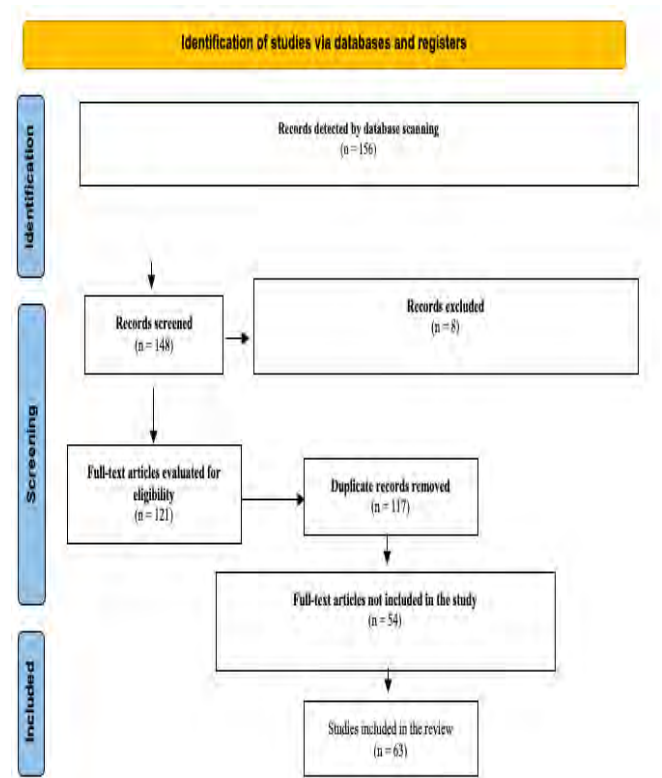 Identification of studies via databases and registers
Identification
Records detected by database scanning
(n = 156)
Screening
Records screened
(n = 148)
Records excluded
(n = 8)
Full-text articles evaluated for
eligibility
(n = 121)
Duplicate records removed
(n = 117)
Full-text articles not included in the study
(n = 54)
Included
Studies included in the review
(n = 63)